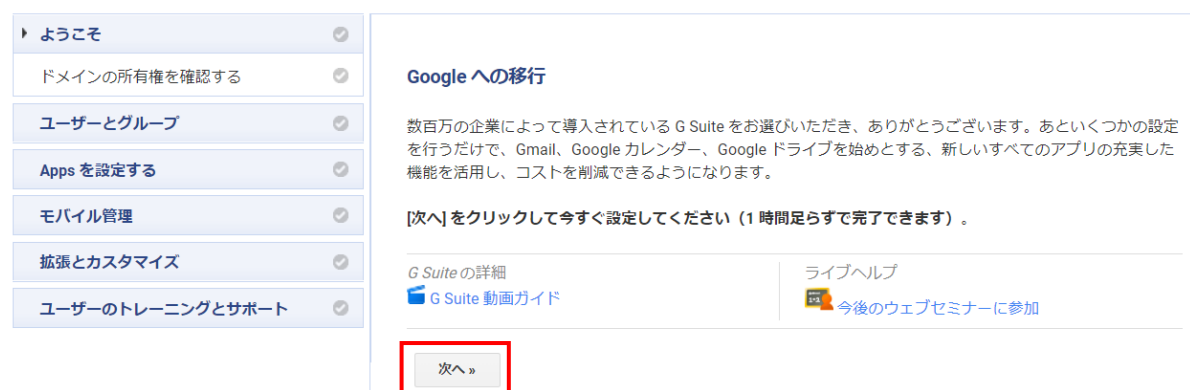 ようこそ
ドメインの所有権を確認する
ユーザーとグループ
Apps を設定する
モバイル管理
拡張とカスタマイズ
ユーザーのトレーニングとサポート
Google への移行
数百万の企業によって導入されている G Suite をお選びいただき、ありがとうございます。あといくつかの設定
を行うだけで、Gmail、Google カレンダー、Google ドライブを始めとする、新しいすべてのアプリの充実した
機能を活用し、コストを削減できるようになります。
[次へ] をクリックして今すぐ設定してください（1 時間足らずで完了できます）。
G Suite の詳細
G Suite 動画ガイド
ライブヘルプ
今後のウェブセミナーに参加
次へ »